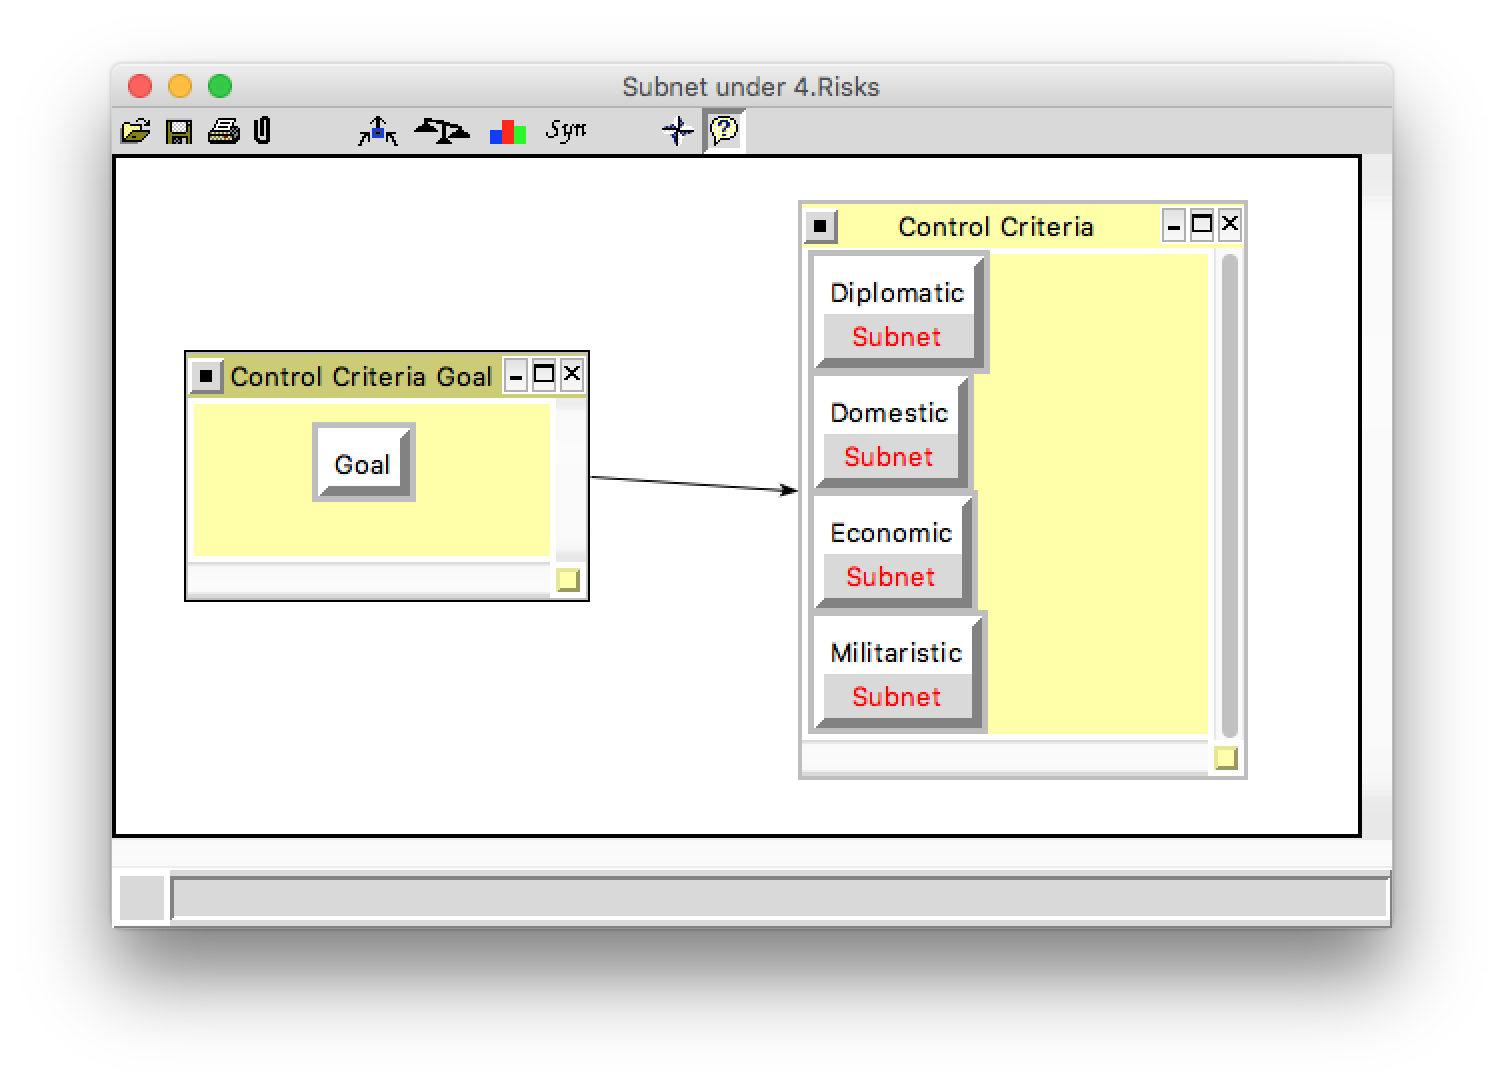 Subnet under 4.Risks
Syn
Control Criteria Goal
Goal
Control Criteria
Diplomatic
Subnet
Domestic
Subnet
Economic
Subnet
Militaristic
Subnet